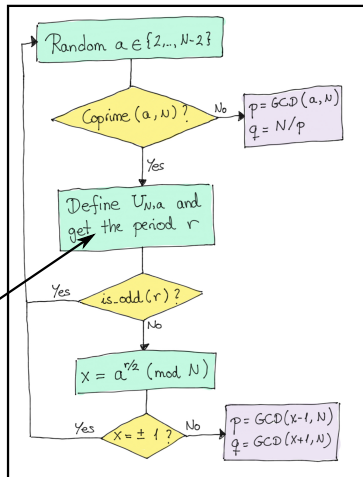 Random a ∈ {2,..., N-2}
Coprime (a, N) ?
No
p = GCD (a, N)
q = N/p
Yes
Define U_{N,a} and
get the period r
Yes
is_odd (r) ?
No
x = a^{r/2} (mod N)
Yes
x = ± 1 ?
No
p = GCD(x-1, N)
q = GCD(x+1, N)